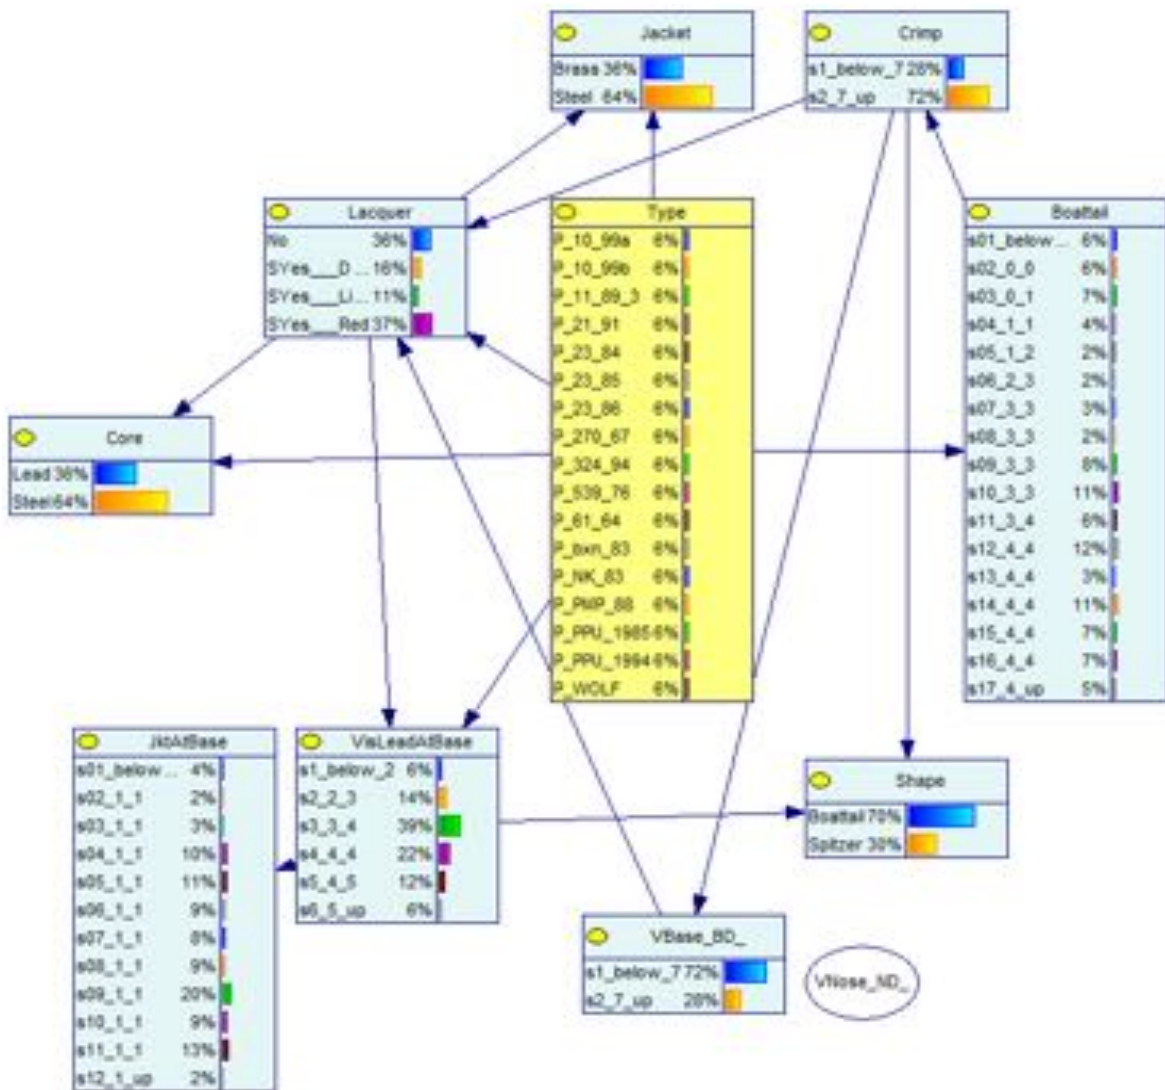 Jacket
Brass 36%
Steel 64%
Crimp
s1_below_7 28%
s2_7_up 72%
Lacquer
No 36%
SYes___D ... 16%
SYes___Li... 11%
SYes___Red 37%
Type
P_10_99a 6%
P_10_99b 6%
P_11_89_3 6%
P_21_91 6%
P_23_84 6%
P_23_85 6%
P_23_86 6%
P_270_67 6%
P_324_94 6%
P_539_76 6%
P_61_64 6%
P_bxn_83 6%
P_NK_83 6%
P_PMP_88 6%
P_PPU_1985 6%
P_PPU_1994 6%
P_WOLF 6%
Boattail
s01_below... 6%
s02_0_0 6%
s03_0_1 7%
s04_1_1 4%
s05_1_2 2%
s06_2_3 2%
s07_3_3 3%
s08_3_3 2%
s09_3_3 8%
s10_3_3 11%
s11_3_4 6%
s12_4_4 12%
s13_4_4 3%
s14_4_4 11%
s15_4_4 7%
s16_4_4 7%
s17_4_up 5%
Core
Lead 36%
Steel 64%
JktAtBase
s01_below... 4%
s02_1_1 2%
s03_1_1 3%
s04_1_1 10%
s05_1_1 11%
s06_1_1 9%
s07_1_1 8%
s08_1_1 9%
s09_1_1 20%
s10_1_1 9%
s11_1_1 13%
s12_1_up 2%
VisLeadAtBase
s1_below_2 6%
s2_2_3 14%
s3_3_4 39%
s4_4_4 22%
s5_4_5 12%
s6_5_up 6%
Shape
Boattail 70%
Spitzer 30%
VBase_BD_
s1_below_7 72%
s2_7_up 28%
VNose_ND_